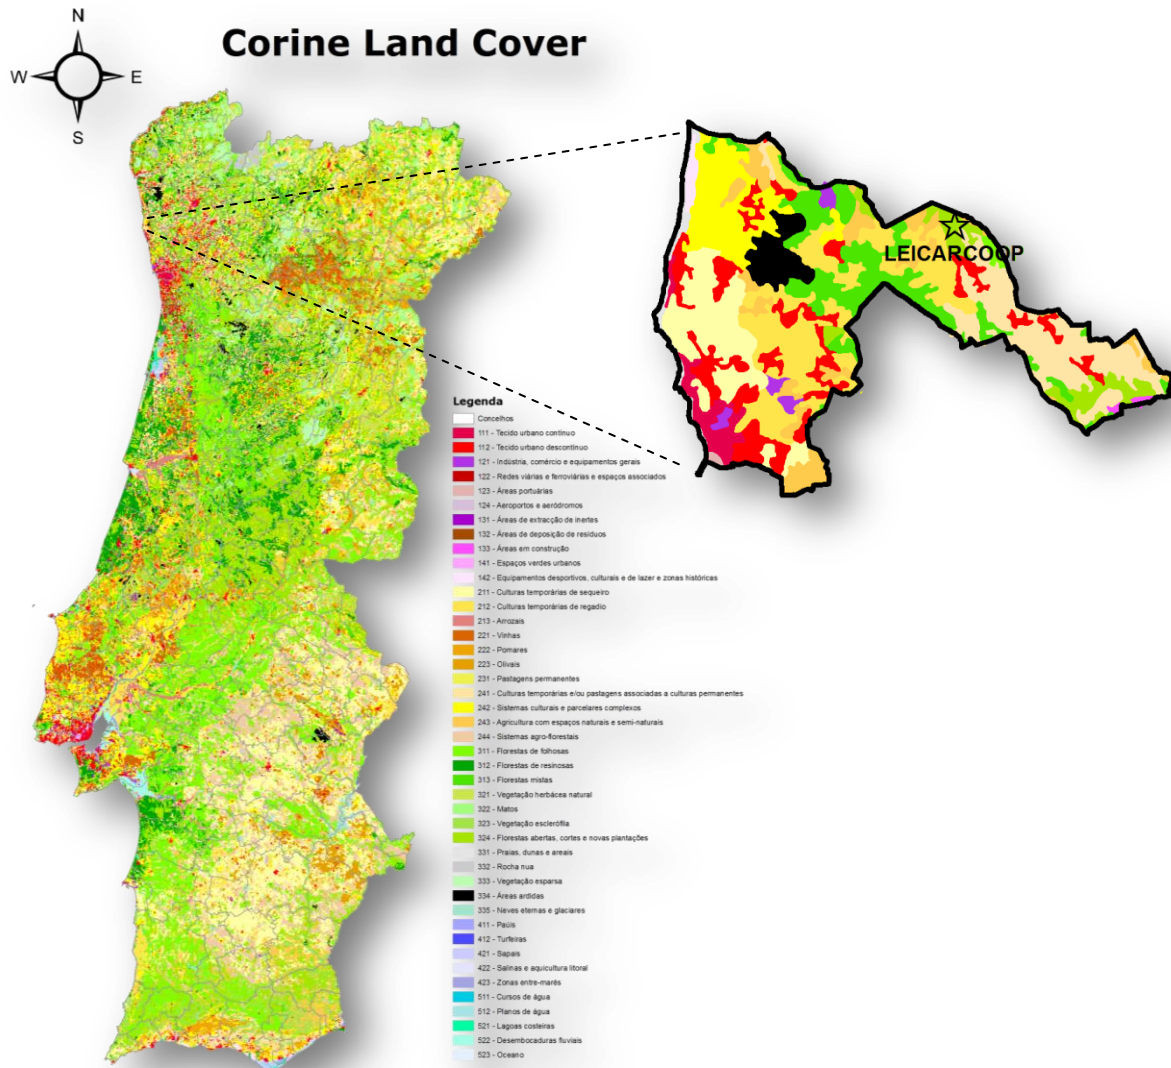 Corine Land Cover
N
W
E
S
LEICARCOOP
Legenda
Concelhos
111 - Tecido urbano contínuo
112 - Tecido urbano descontínuo
121 - Indústria, comércio e equipamentos gerais
122 - Redes viárias e ferroviárias e espaços associados
123 - Áreas portuárias
124 - Aeroportos e aeródromos
131 - Áreas de extracção de inertes
132 - Áreas de deposição de resíduos
133 - Áreas em construção
141 - Espaços verdes urbanos
142 - Equipamentos desportivos, culturais e de lazer e zonas históricas
211 - Culturas temporárias de sequeiro
212 - Culturas temporárias de regadio
213 - Arrozais
221 - Vinhas
222 - Pomares
223 - Olivais
231 - Pastagens permanentes
241 - Culturas temporárias e/ou pastagens associadas a culturas permanentes
242 - Sistemas culturais e parcelares complexos
243 - Agricultura com espaços naturais e semi-naturais
244 - Sistemas agro-florestais
311 - Florestas de folhosas
312 - Florestas de resinosas
313 - Florestas mistas
321 - Vegetação herbácea natural
322 - Matos
323 - Vegetação esclerófila
324 - Florestas abertas, cortes e novas plantações
331 - Praias, dunas e areais
332 - Rocha nua
333 - Vegetação esparsa
334 - Áreas ardidas
335 - Neves eternas e glaciares
411 - Paúis
412 - Turfeiras
421 - Sapais
422 - Salinas e aquicultura litoral
423 - Zonas entre-marés
511 - Cursos de água
512 - Planos de água
521 - Lagoas costeiras
522 - Desembocaduras fluviais
523 - Oceano